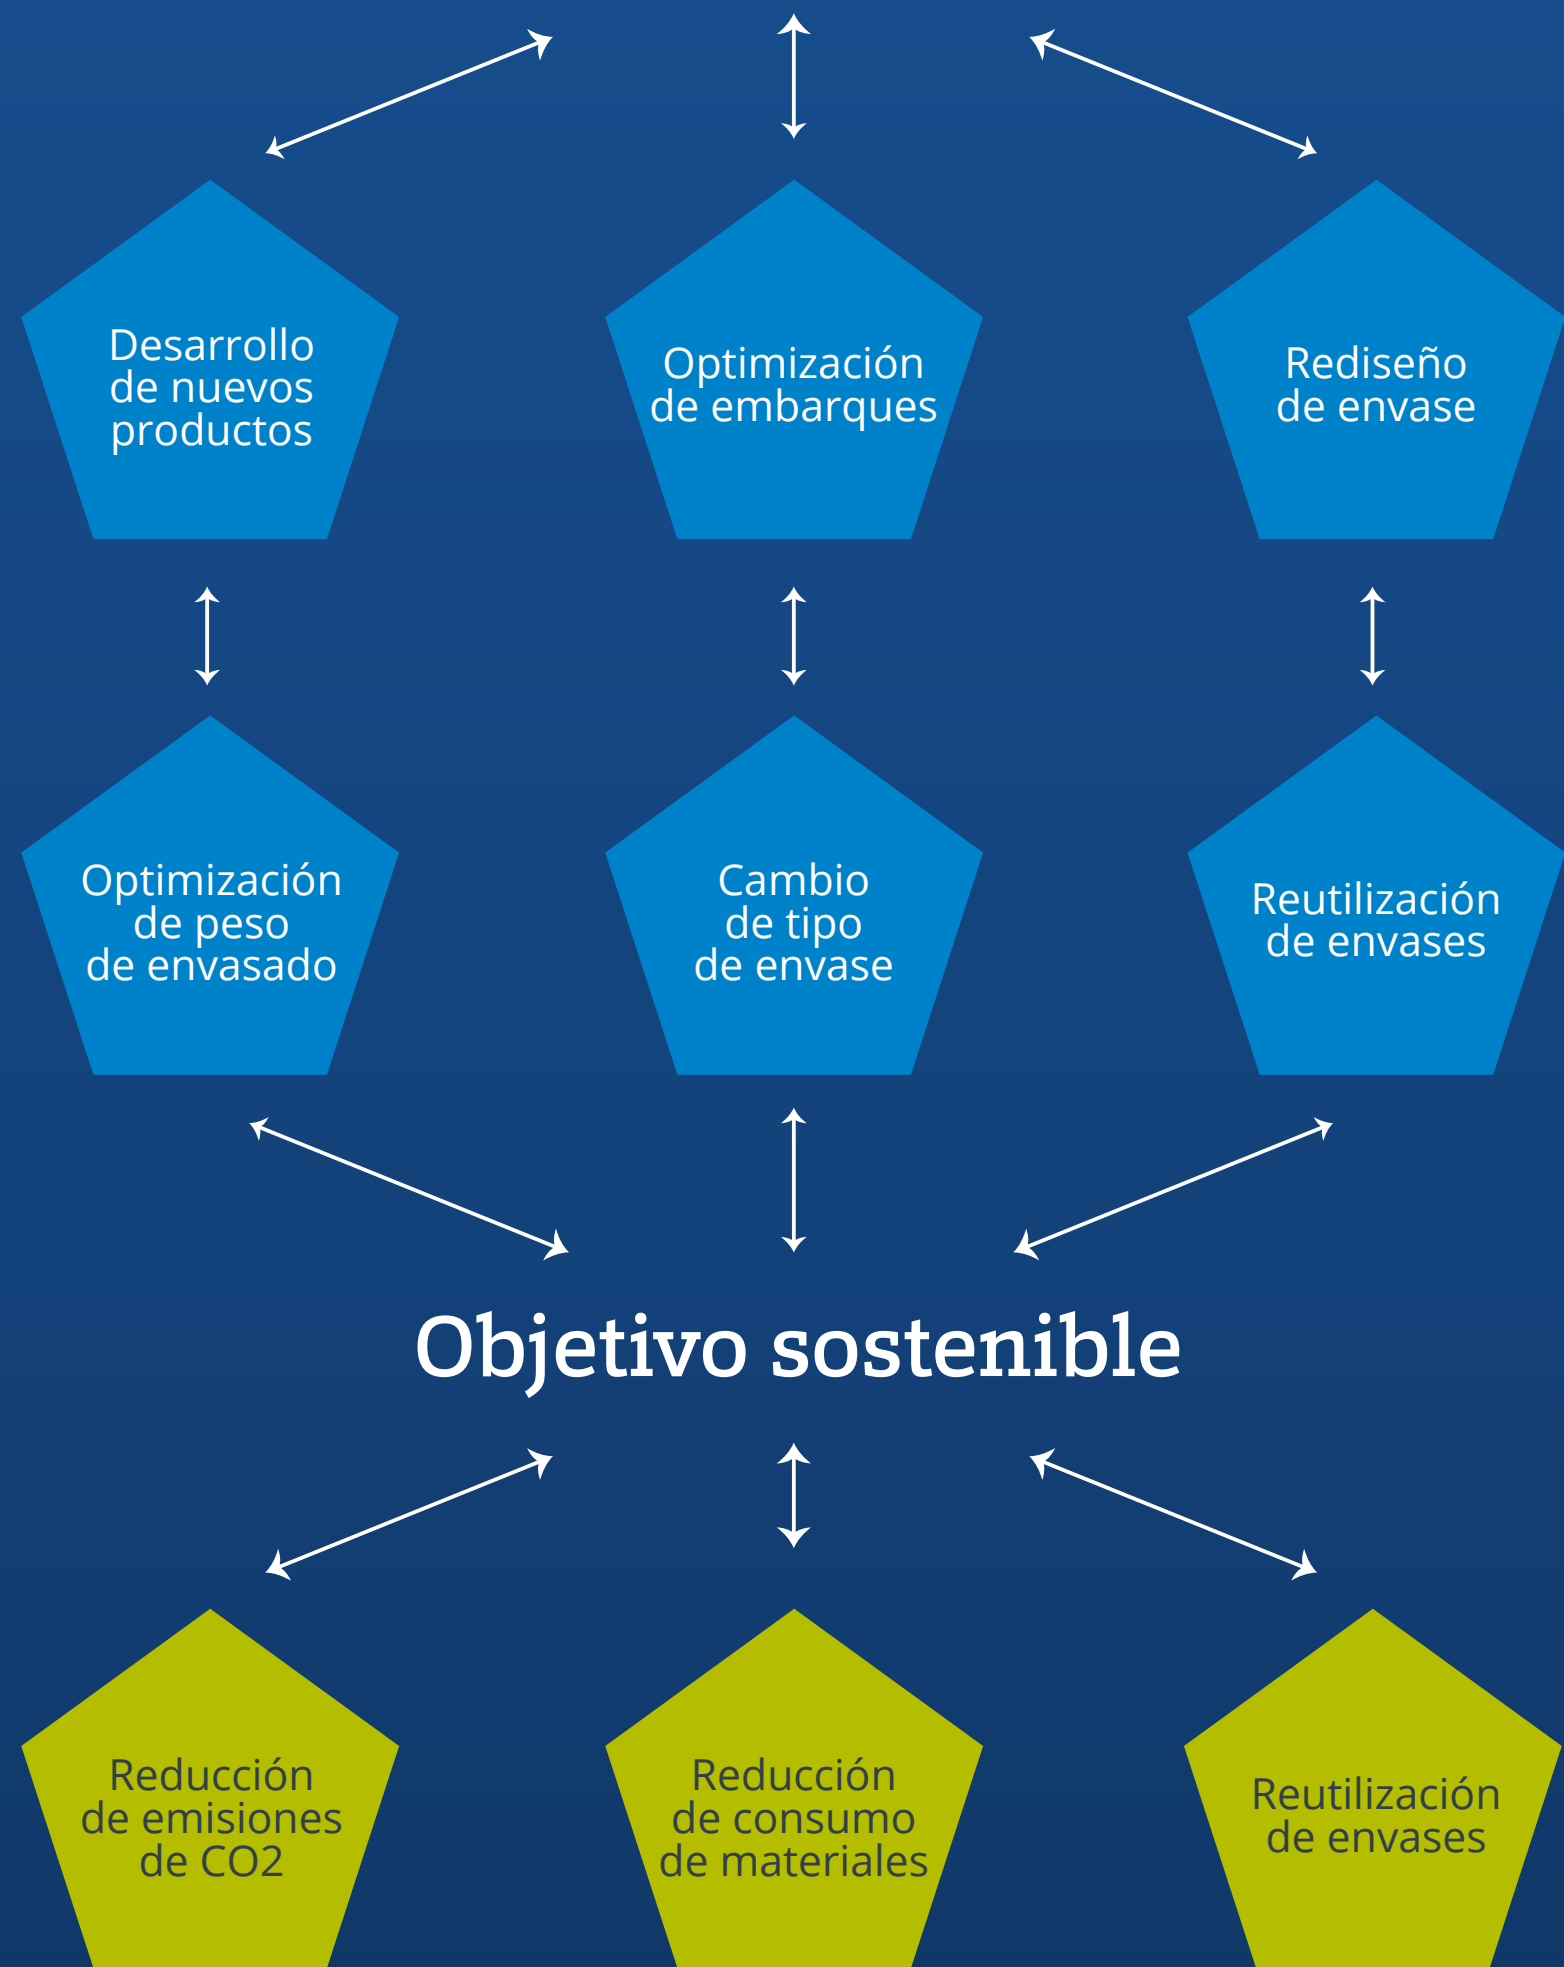 Desarrollo
de nuevos
productos
Optimización
de embarques
Rediseño
de envase
Optimización
de peso
de envasado
Cambio
de tipo
de envase
Reutilización
de envases
Objetivo sostenible
Reducción
de emisiones
de CO2
Reducción
de consumo
de materiales
Reutilización
de envases